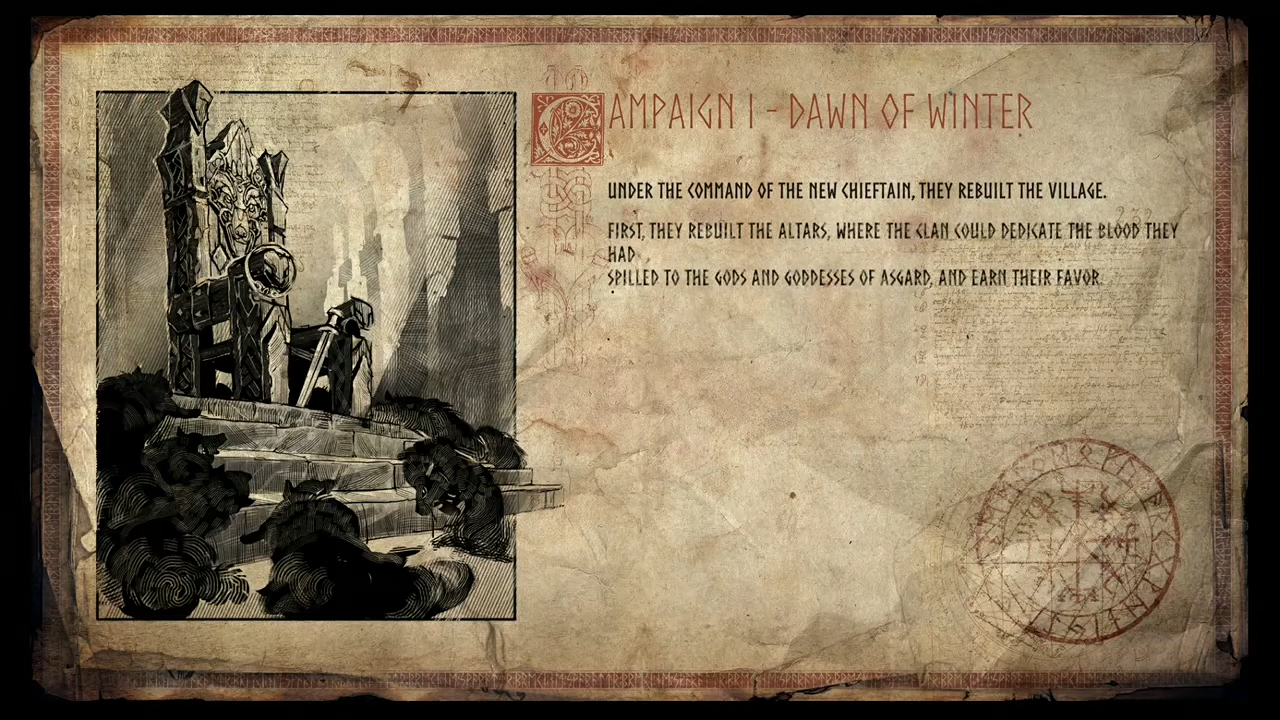 CAMPAIGN I - DAWN OF WINTER
UNDER THE COMMAND OF THE NEW CHIEFTAIN, THEY REBUILT THE VILLAGE.
FIRST, THEY REBUILT THE ALTARS, WHERE THE CLAN COULD DEDICATE THE BLOOD THEY
HAD
SPILLED TO THE GODS AND GODDESSES OF ASGARD, AND EARN THEIR FAVOR.